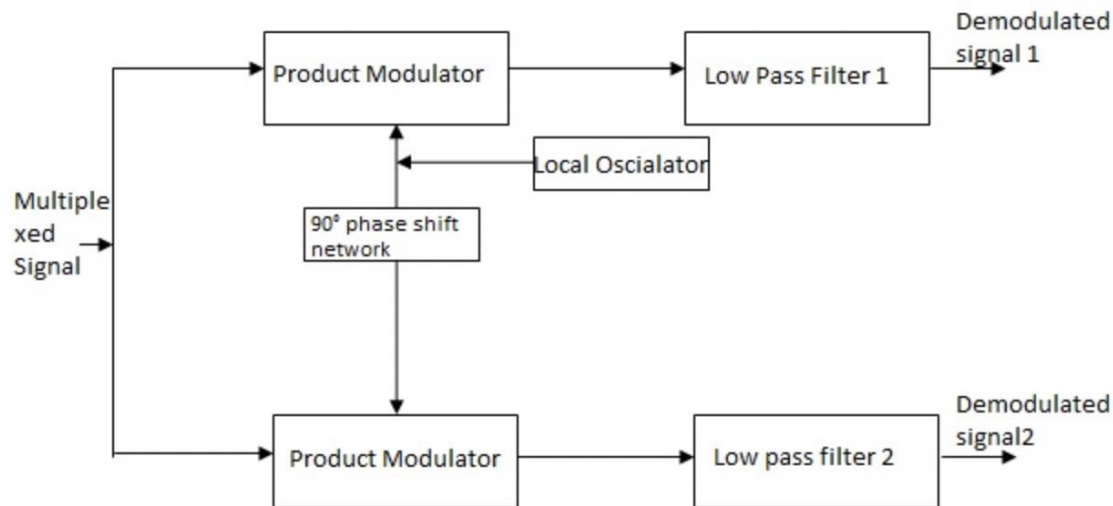 Demodulated
signal 1
Product Modulator
Low Pass Filter 1
Local Oscialator
Multiple
xed
Signal
90° phase shift
network
Demodulated
signal2
Product Modulator
Low pass filter 2